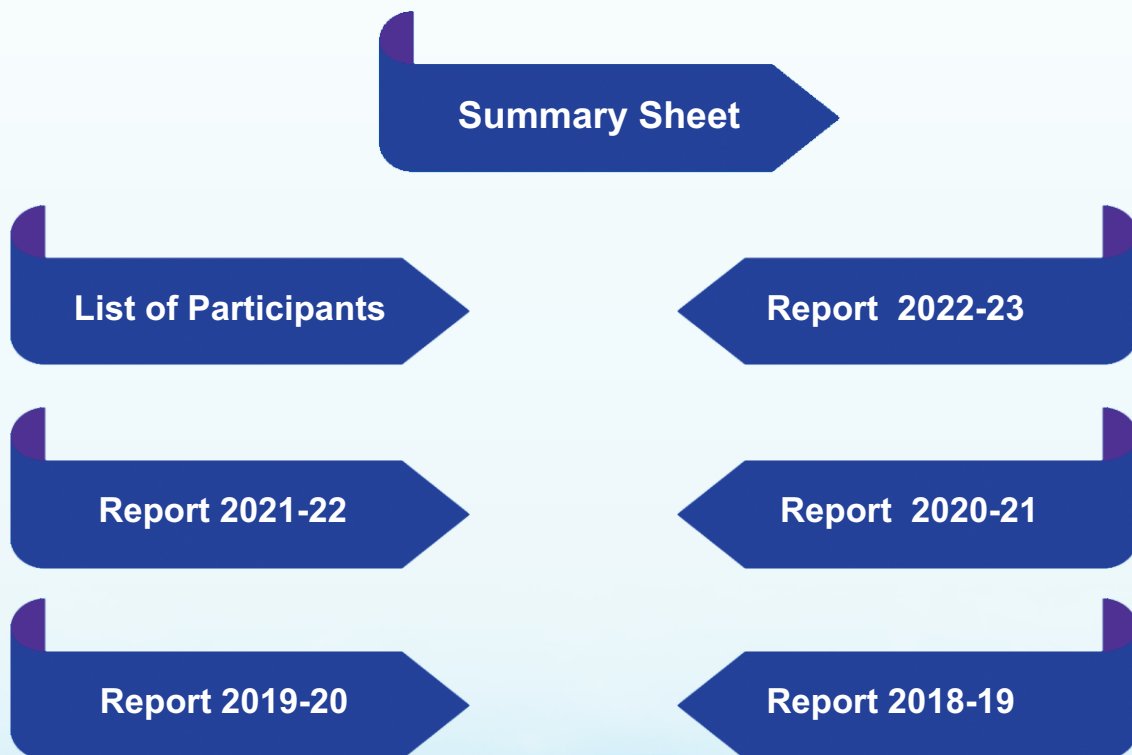 Summary Sheet
List of Participants
Report  2022-23
Report 2021-22
Report  2020-21
Report 2019-20
Report 2018-19